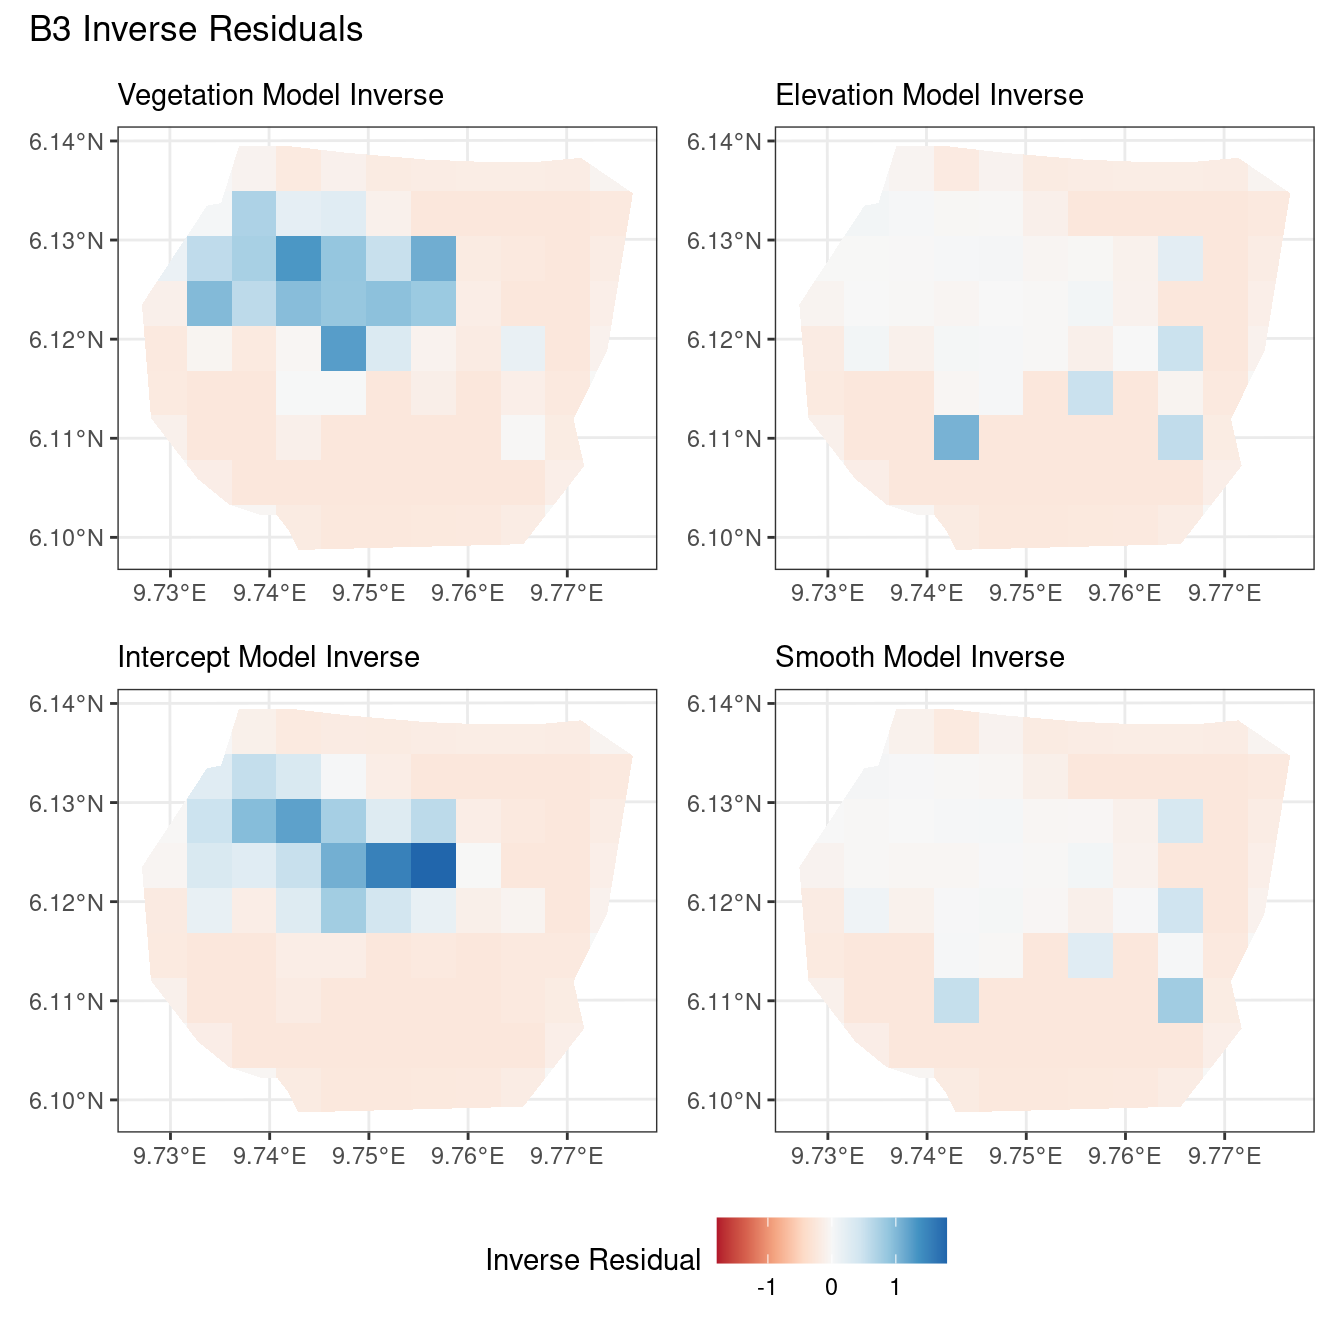 B3 Inverse Residuals
Vegetation Model Inverse
Elevation Model Inverse
6.14°N
6.13°N
6.12°N
6.11°N
6.10°N
9.73°E 9.74°E 9.75°E 9.76°E 9.77°E
6.14°N
6.13°N
6.12°N
6.11°N
6.10°N
9.73°E 9.74°E 9.75°E 9.76°E 9.77°E
Intercept Model Inverse
Smooth Model Inverse
6.14°N
6.13°N
6.12°N
6.11°N
6.10°N
9.73°E 9.74°E 9.75°E 9.76°E 9.77°E
6.14°N
6.13°N
6.12°N
6.11°N
6.10°N
9.73°E 9.74°E 9.75°E 9.76°E 9.77°E
Inverse Residual
-1 0 1